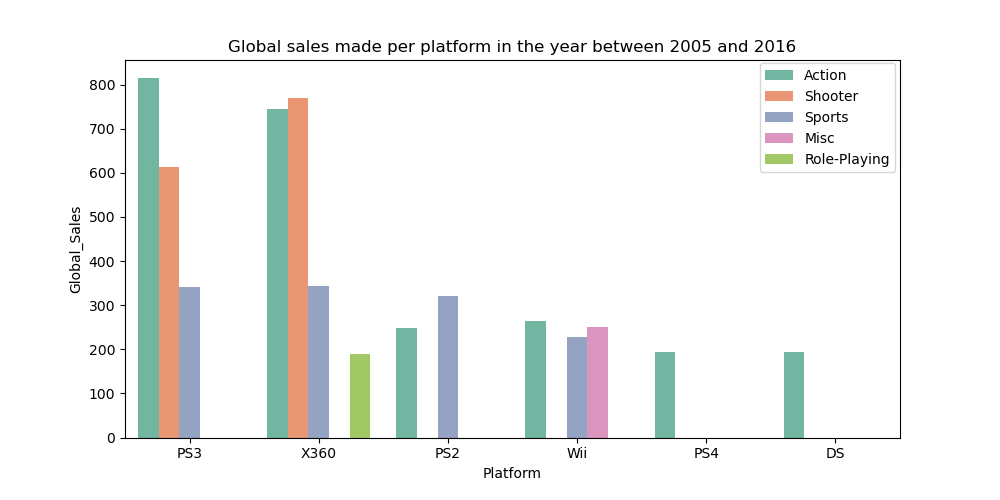 Global sales made per platform in the year between 2005 and 2016
Action
Shooter
Sports
Misc
Role-Playing
Global_Sales
800
700
600
500
400
300
200
100
0
PS3 X360 PS2 Wii PS4 DS
Platform